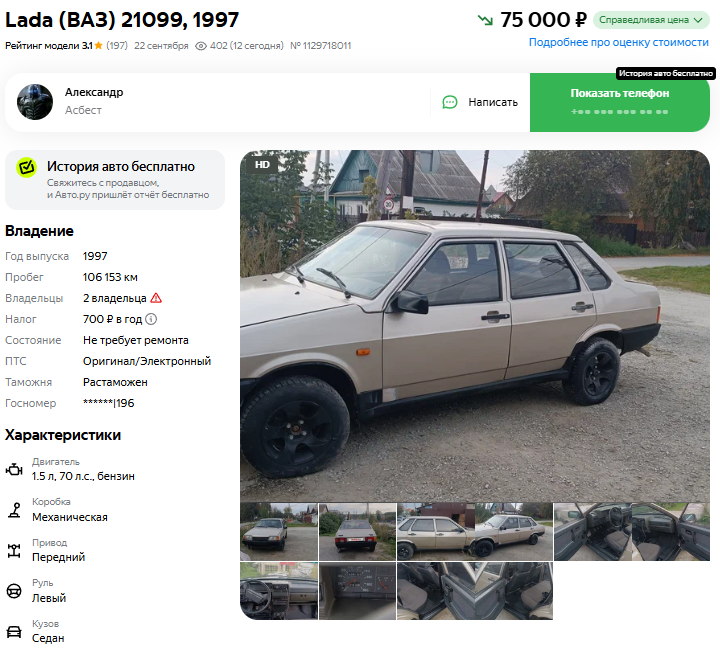 Lada (ВАЗ) 21099, 1997
75 000 ₽ Справедливая цена
Рейтинг модели 3.1 (197) 22 сентября 402 (12 сегодня) № 1129718011
Подробнее про оценку стоимости
История авто бесплатно
Александр
Асбест
Написать
Показать телефон
История авто бесплатно
Свяжитесь с продавцом,
и Авто.ру пришлёт отчёт бесплатно
HD
Владение
Год выпуска 1997
Пробег 106 153 км
Владельцы 2 владельца
Налог 700 ₽ в год
Состояние Не требует ремонта
ПТС Оригинал/Электронный
Таможня Растаможен
Госномер ******|196
Характеристики
Двигатель
1.5 л, 70 л.с., бензин
Коробка
Механическая
Привод
Передний
Руль
Левый
Кузов
Седан